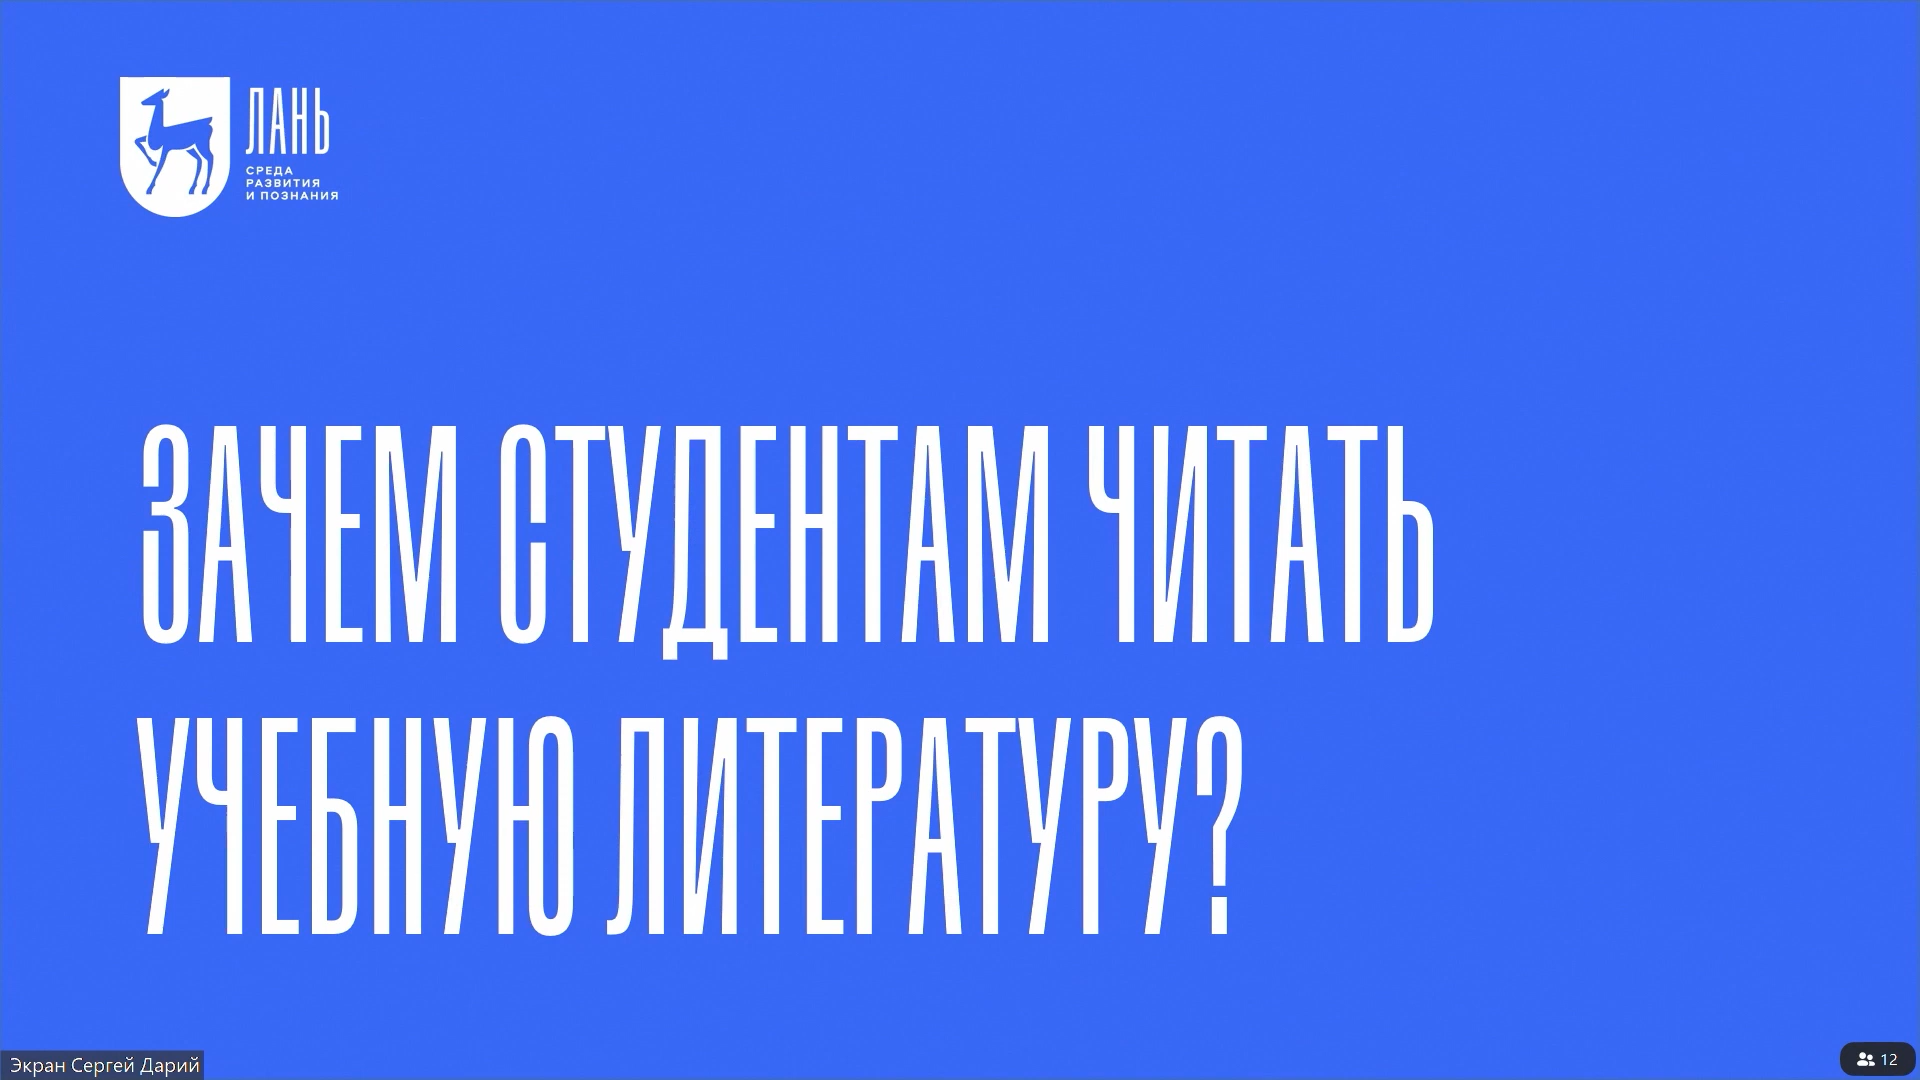 ЛАНЬ
СРЕДА
РАЗВИТИЯ
И ПОЗНАНИЯ
ЗАЧЕМ СТУДЕНТАМ ЧИТАТЬ
УЧЕБНУЮ ЛИТЕРАТУРУ?
Экран Сергей Дарий
12